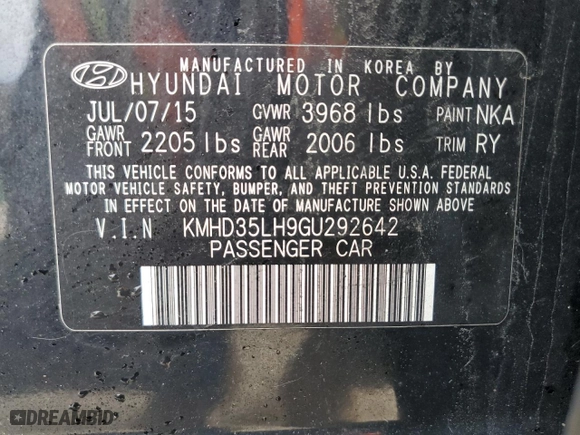 MANUFACTURED IN KOREA BY
HYUNDAI MOTOR COMPANY
JUL/07/15 GVWR 3968 lbs PAINT NKA
GAWR FRONT 2205 lbs GAWR REAR 2006 lbs TRIM RY
THIS VEHICLE CONFORMS TO ALL APPLICABLE U.S.A. FEDERAL
MOTOR VEHICLE SAFETY, BUMPER, AND THEFT PREVENTION STANDARDS
IN EFFECT ON THE DATE OF MANUFACTURE SHOWN ABOVE
V.I.N KMHD35LH9GU292642
PASSENGER CAR
DREAMBID